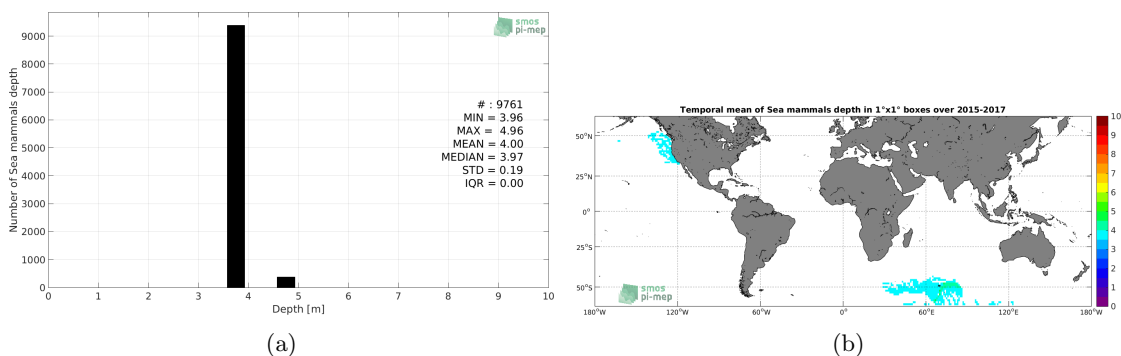 smos
pi-mep
9000
8000
7000
6000
5000
4000
3000
2000
1000
0
Number of Sea mammals depth
# : 9761
MIN = 3.96
MAX = 4.96
MEAN = 4.00
MEDIAN = 3.97
STD = 0.19
IQR = 0.00
0 1 2 3 4 5 6 7 8 9 10
Depth [m]
(a)
Temporal mean of Sea mammals depth in 1°x1° boxes over 2015-2017
50°N
25°N
0°
25°S
50°S
smos
pi-mep
180°W 120°W 60°W 0° 60°E 120°E 180°W
10
9
8
7
6
5
4
3
2
1
0
(b)